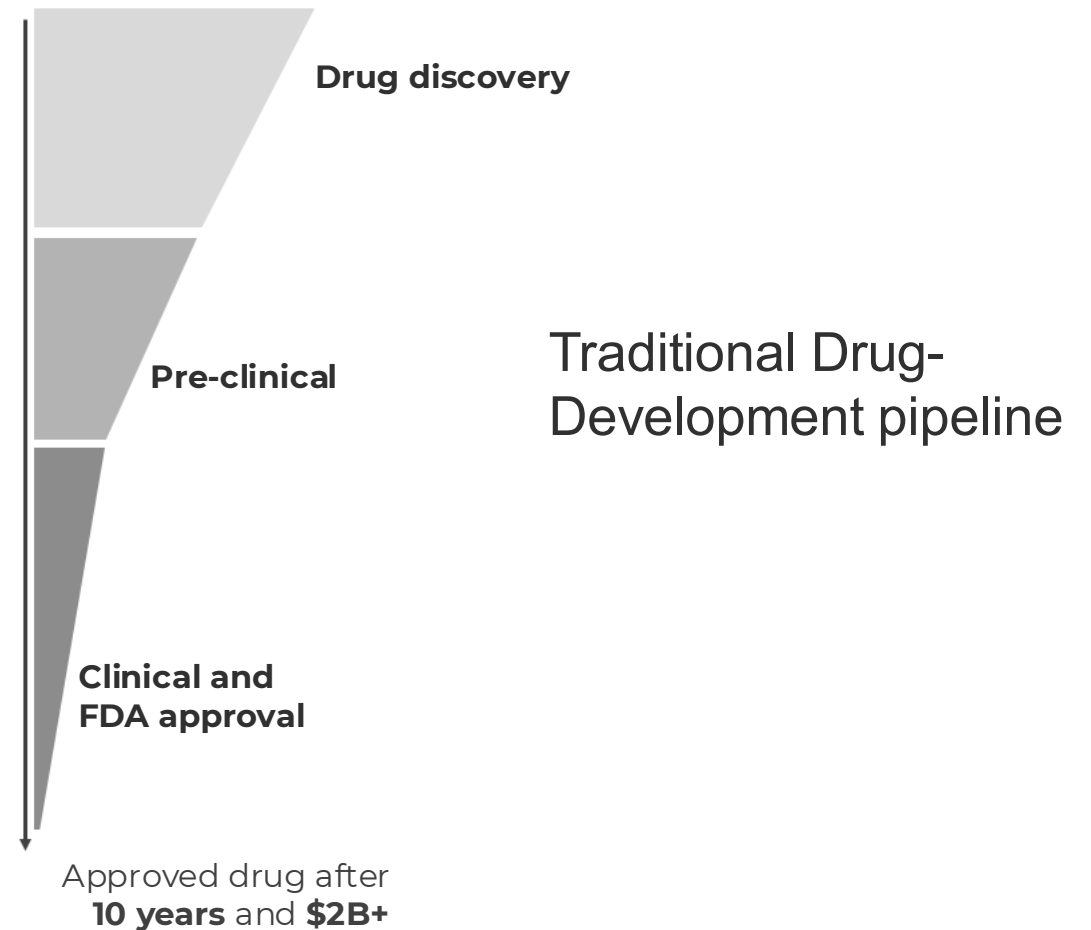 Drug discovery
Pre-clinical
Traditional Drug-
Development pipeline
Clinical and
FDA approval
Approved drug after
10 years and $2B+